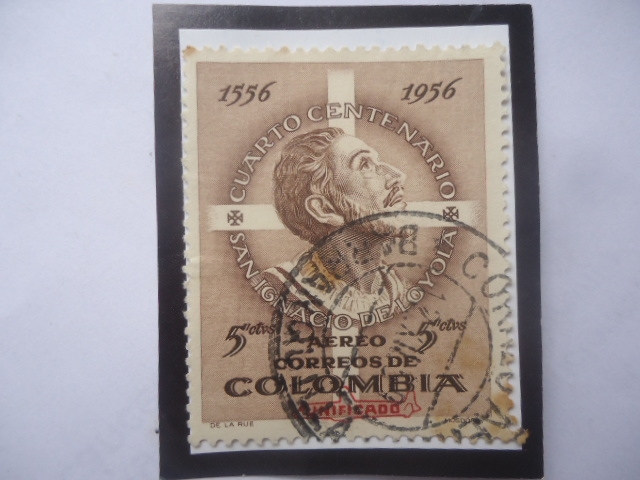 1556 1956
CUARTO CENTENARIO
SAN IGNACIO DE LOYOLA
5 ctvs 5 ctvs
AEREO
CORREOS DE
COLOMBIA
UNIFICADO
DE LA RUE